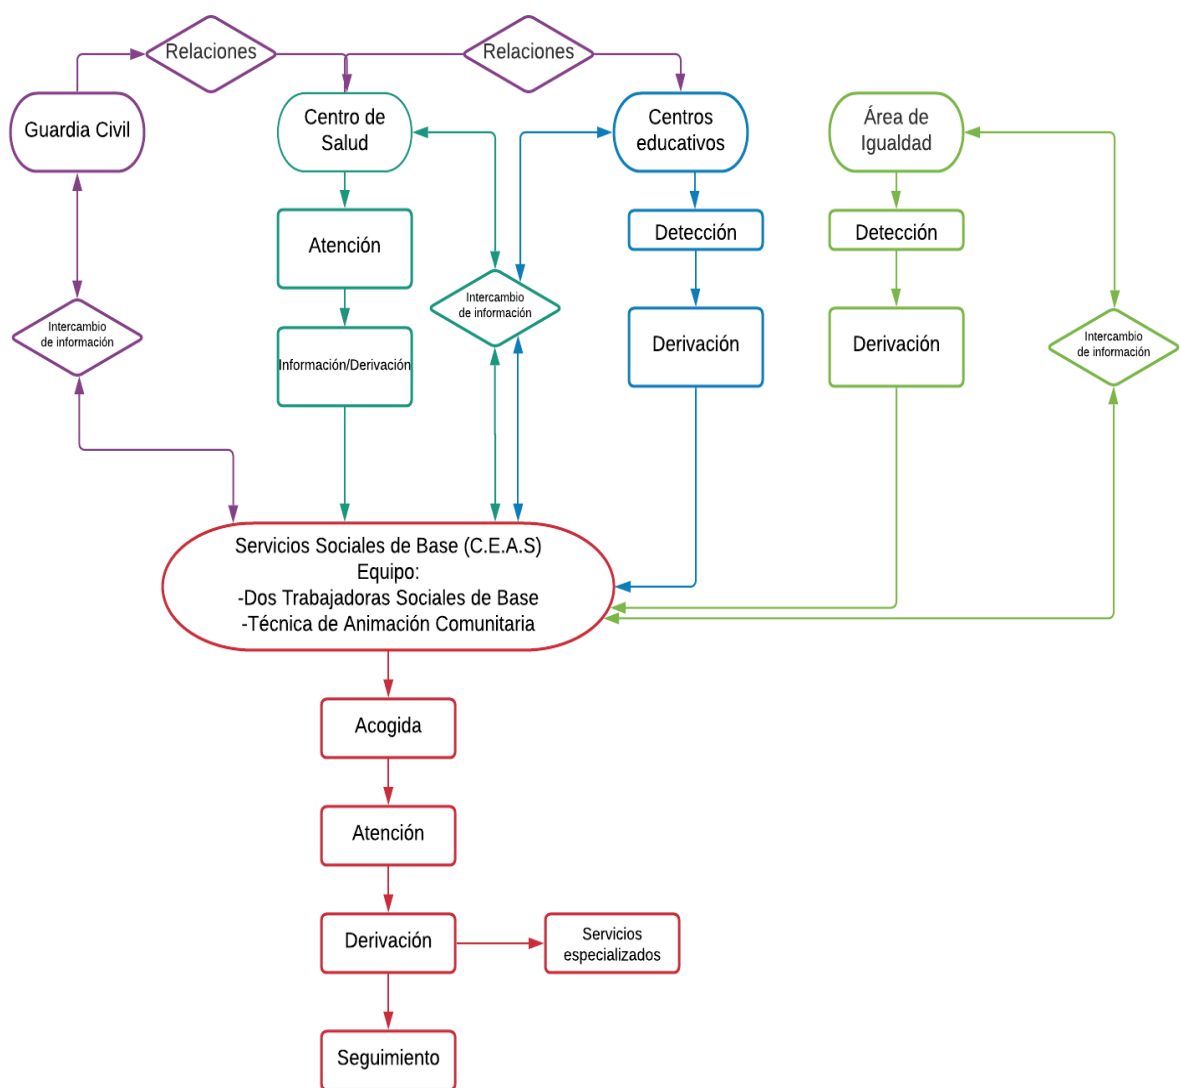 Relaciones
Relaciones
Guardia Civil
Centro de
Salud
Centros
educativos
Área de
Igualdad
Atención
Detección
Detección
Intercambio
de información
Intercambio
de información
Intercambio
de información
Información/Derivación
Derivación
Derivación
Servicios Sociales de Base (C.E.A.S)
Equipo:
-Dos Trabajadoras Sociales de Base
-Técnica de Animación Comunitaria
Acogida
Atención
Derivación
Servicios
especializados
Seguimiento